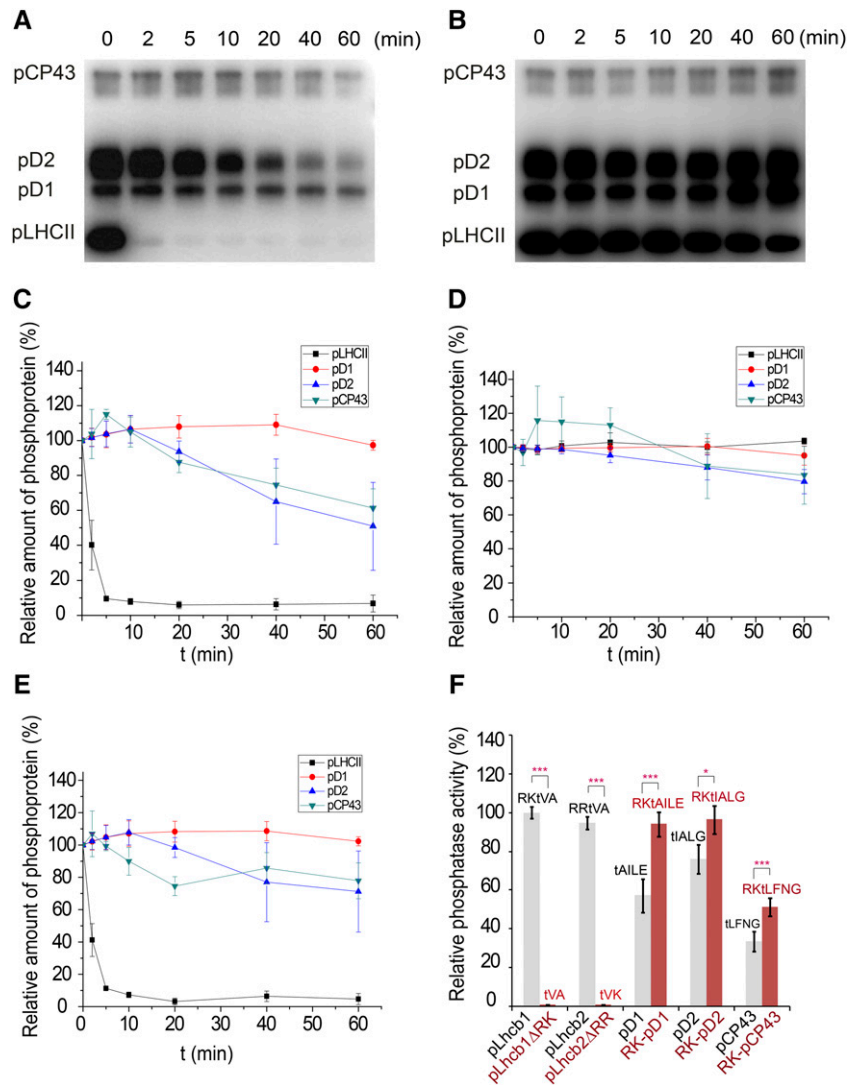 A
0 2 5 10 20 40 60 (min)
pCP43
pD2
pD1
pLHCII
B
0 2 5 10 20 40 60 (min)
pCP43
pD2
pD1
pLHCII
C
Relative amount of phosphoprotein (%)
140
120
100
80
60
40
20
0
0 10 20 30 40 50 60
t (min)
pLHCII
pD1
pD2
pCP43
D
Relative amount of phosphoprotein (%)
140
120
100
80
60
40
20
0
10 20 30 40 50 60
t (min)
pLHCII
pD1
pD2
pCP43
E
Relative amount of phosphoprotein (%)
140
120
100
80
60
40
20
0
0 10 20 30 40 50 60
t (min)
pLHCII
pD1
pD2
pCP43
F
Relative phosphatase activity (%)
140
120
100
80
60
40
20
0
*** *** *** * ***
RKtVA
RRtVA
RKtAILE
RKtIALG
tAILE
tIALG
RKtLFNG
tLFNG
tVA
tVK
pLhcb1
pLhcb1ΔRK
pLhcb2
pLhcb2ΔRR
pD1
RK-pD1
pD2
RK-pD2
pCP43
RK-pCP43